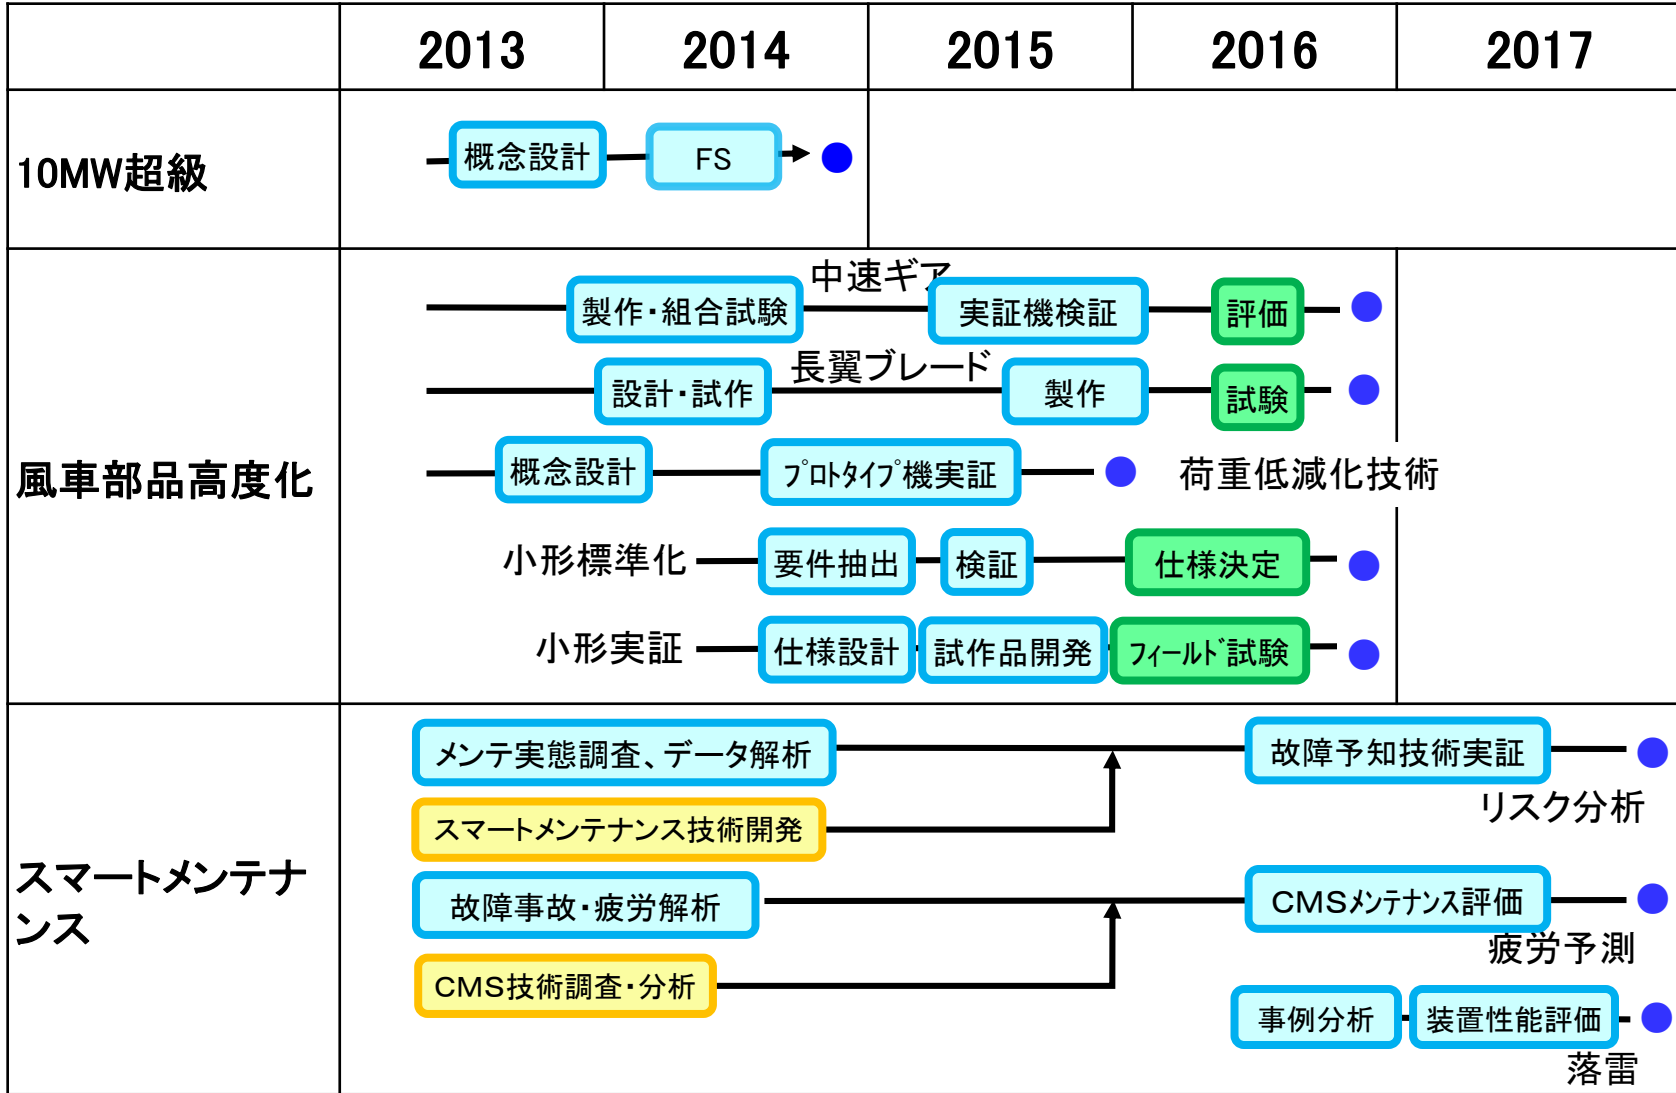 2013 2014 2015 2016 2017
10MW超級
概念設計 FS
風車部品高度化
中速ギア
製作・組合試験 実証機検証 評価
長翼ブレード
設計・試作 製作 試験
概念設計 プロトタイプ機実証 荷重低減化技術
小形標準化 要件抽出 検証 仕様決定
小形実証 仕様設計 試作品開発 フィールド試験
スマートメンテナ
ンス
メンテ実態調査、データ解析 故障予知技術実証
リスク分析
スマートメンテナンス技術開発
故障事故・疲労解析 CMSメンテナンス評価
疲労予測
CMS技術調査・分析
事例分析 装置性能評価
落雷